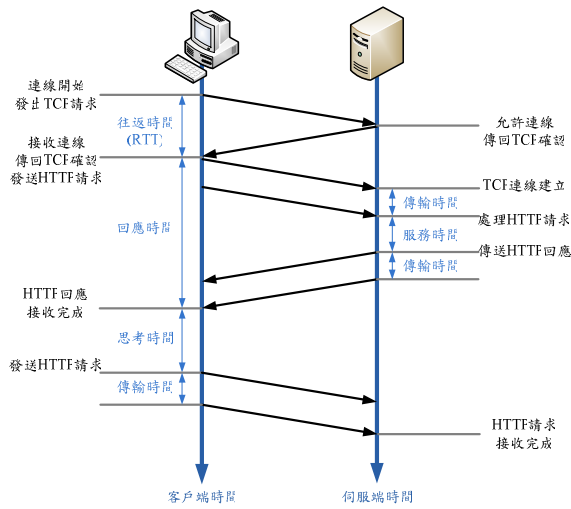 連線開始
發出TCP請求
往返時間
(RTT)
允許連線
傳回TCP確認
接收連線
傳回TCP確認
發送HTTP請求
TCP連線建立
傳輸時間
處理HTTP請求
回應時間
服務時間
傳送HTTP回應
傳輸時間
HTTP回應
接收完成
思考時間
發送HTTP請求
傳輸時間
HTTP請求
接收完成
客戶端時間
伺服端時間